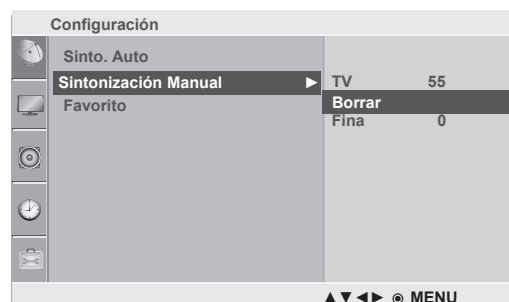 Configuración
Sinto. Auto
Sintonización Manual ► TV 55
Borrar
Favorito
Fina 0
▲▼◄► ◉ MENU